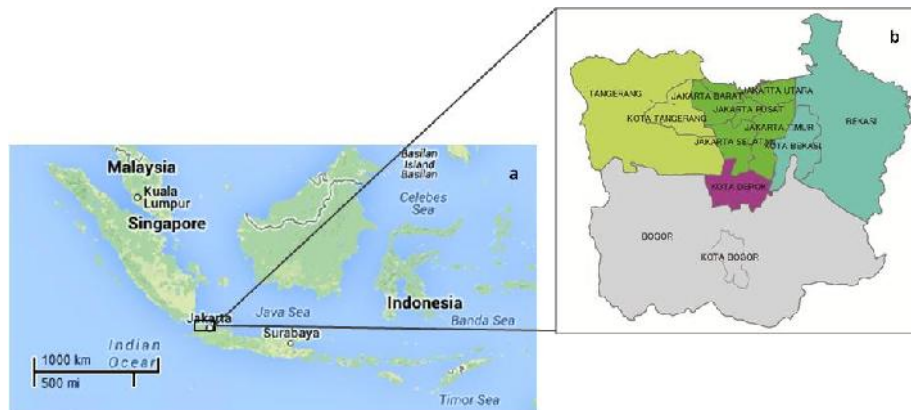 a
Malaysia
Kuala
Lumpur
Singapore
Basilan
Island
Basilan
Celebes
Sea
Indonesia
Java Sea
Banda Sea
Jakarta
Surabaya
Indian
Ocear
Timor Sea
1000 km
500 mi
b
TANGERANG
KOTA TANGERANG
JAKARTA BARAT
JAKARTA UTARA
JAKARTA PUSAT
JAKARTA TIMUR
JAKARTA SELATAN
KOTA BEKASI
BEKASI
KOTA DEPOK
BOGOR
KOTA BOGOR